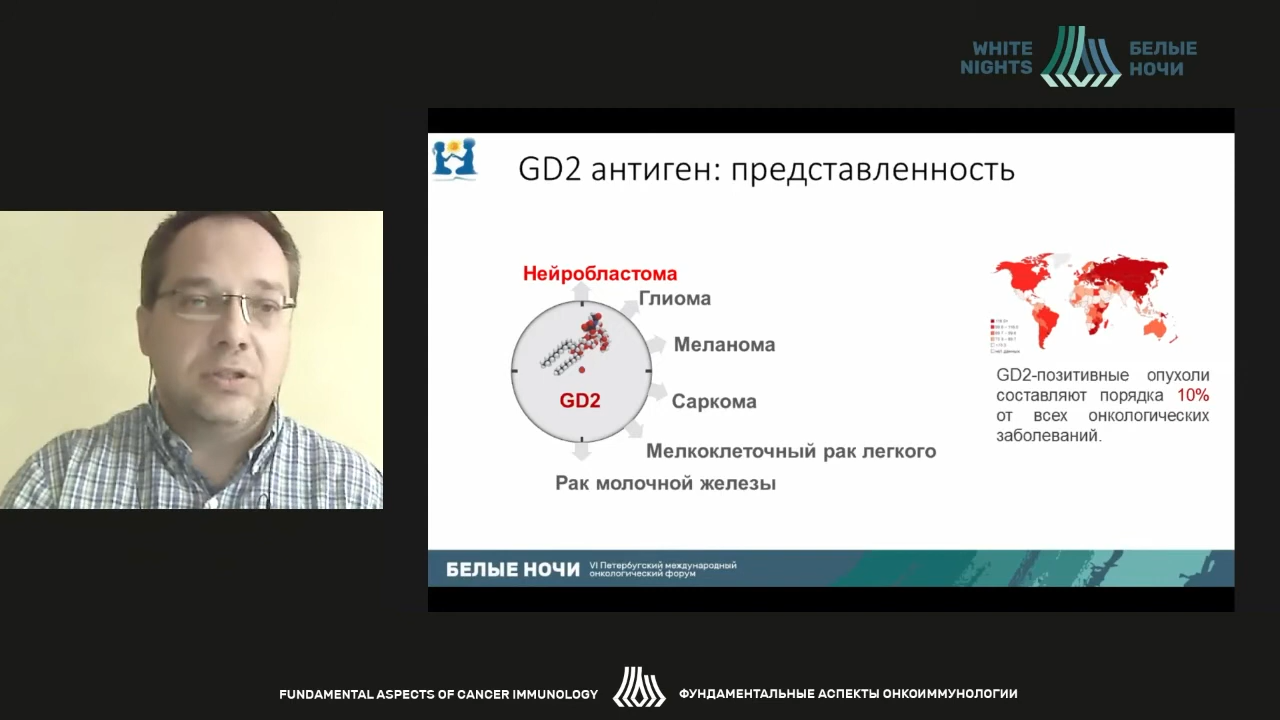 WHITE
NIGHTS
БЕЛЫЕ
НОЧИ
GD2 антиген: представленность
Нейробластома
Глиома
Меланома
Саркома
Мелкоклеточный рак легкого
Рак молочной железы
GD2
GD2-позитивные опухоли
составляют порядка 10%
от всех онкологических
заболеваний.
БЕЛЫЕ НОЧИ
VI Петербургский международный
онкологический форум
FUNDAMENTAL ASPECTS OF CANCER IMMUNOLOGY
ФУНДАМЕНТАЛЬНЫЕ АСПЕКТЫ ОНКОИММУНОЛОГИИ